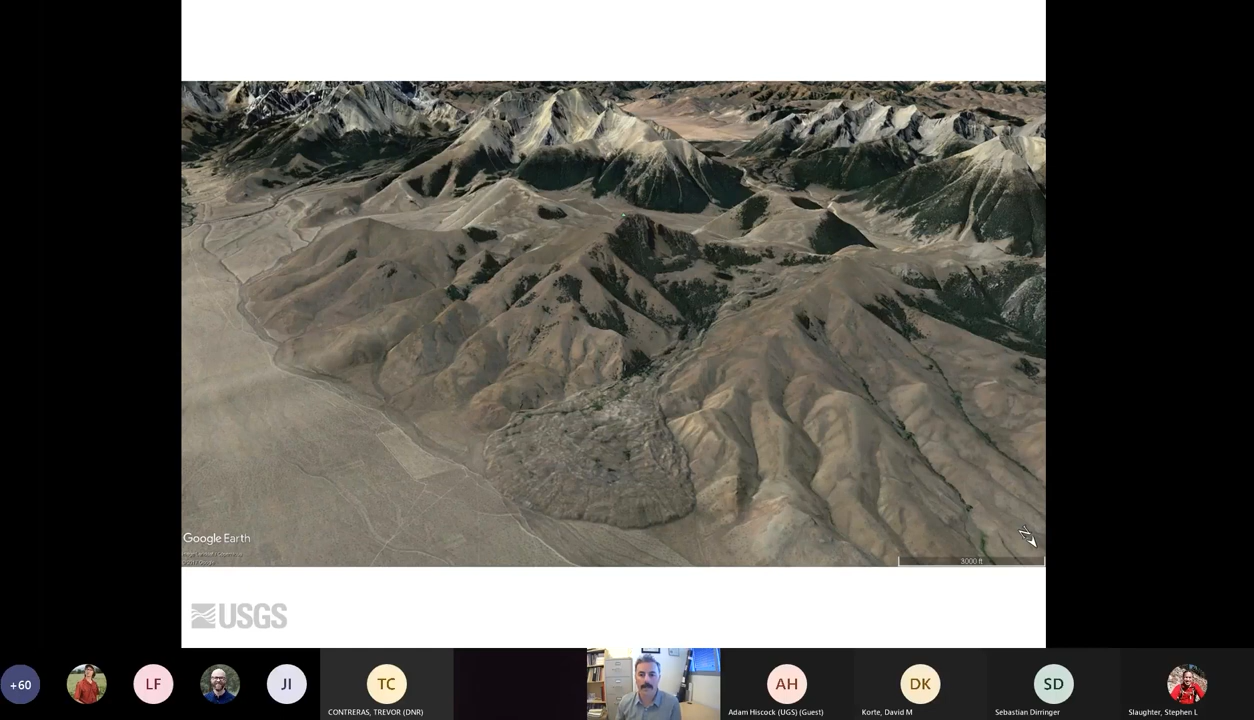 Google Earth
3000 ft
N
USGS
+60
LF
JI
TC
CONTRERAS, TREVOR (DNR)
AH
Adam Hiscock (UGS) (Guest)
DK
Korte, David M
SD
Sebastian Dirringer
Slaughter, Stephen L